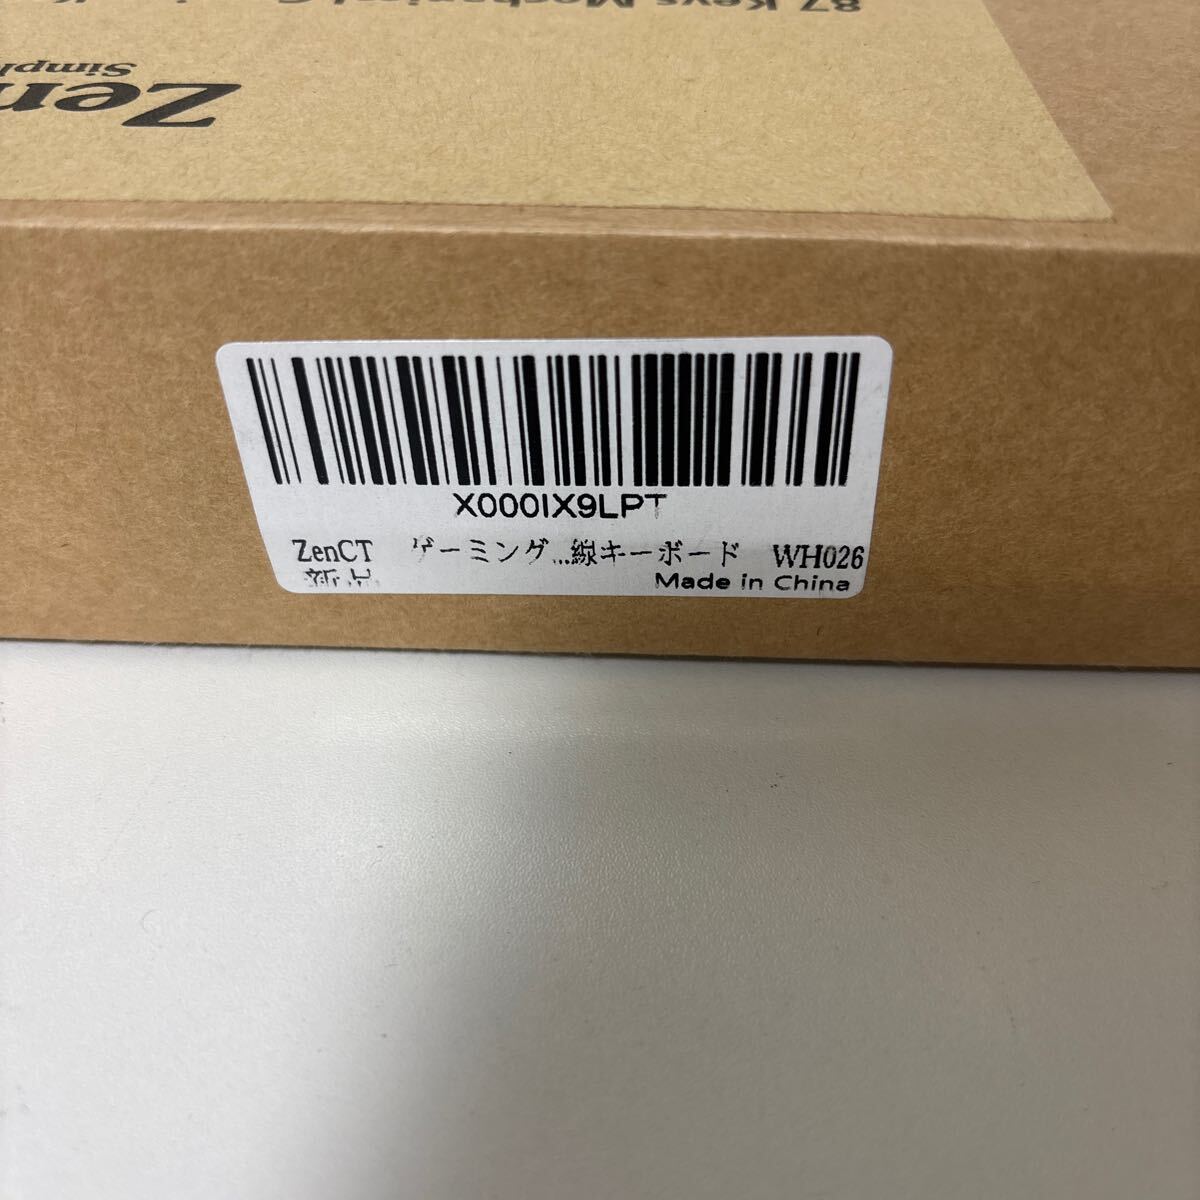 87 Keys Mechanical
Zen
Simpl
X000IX9LPT
ZenCT ゲーミング...線キーボード WH026
新品
Made in China